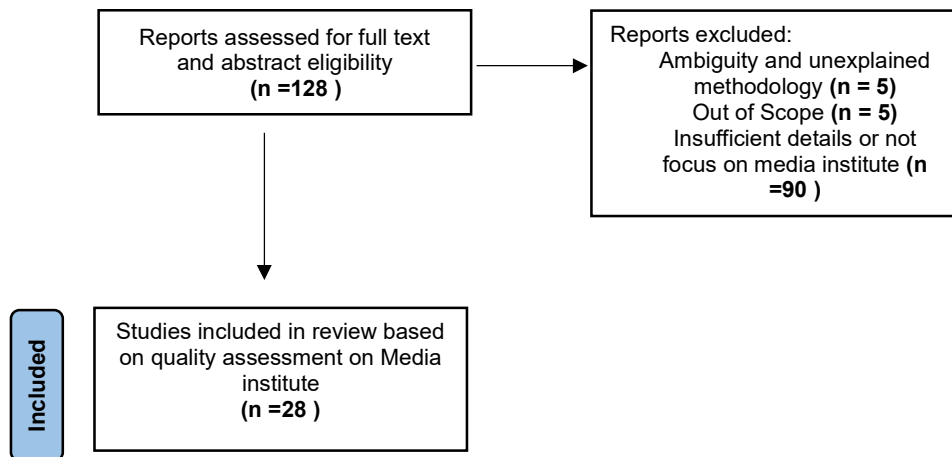 Reports assessed for full text
and abstract eligibility
(n =128 )
Reports excluded:
Ambiguity and unexplained
methodology (n = 5)
Out of Scope (n = 5)
Insufficient details or not
focus on media institute (n
=90 )
Included
Studies included in review based
on quality assessment on Media
institute
(n =28 )